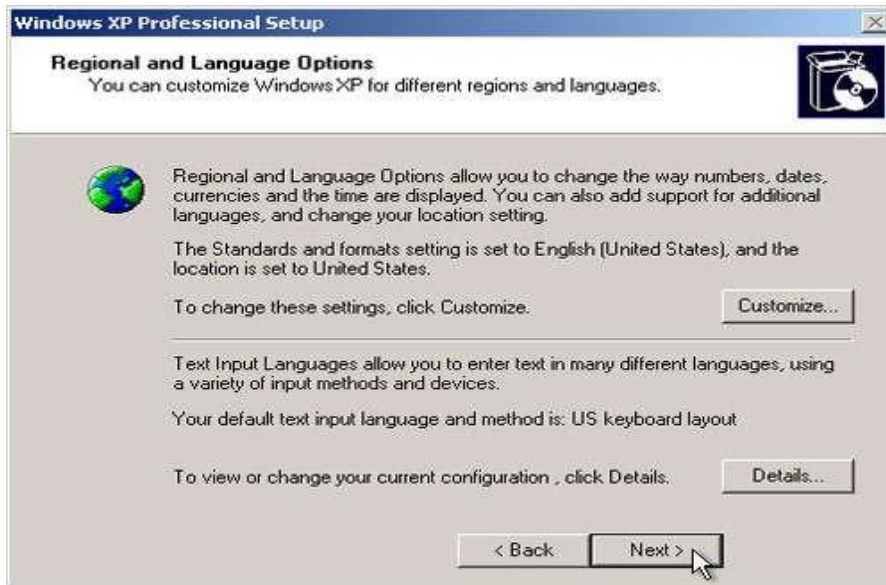 Windows XP Professional Setup
Regional and Language Options
You can customize Windows XP for different regions and languages.
Regional and Language Options allow you to change the way numbers, dates,
currencies and the time are displayed. You can also add support for additional
languages, and change your location setting.
The Standards and formats setting is set to English (United States), and the
location is set to United States.
To change these settings, click Customize.
Customize...
Text Input Languages allow you to enter text in many different languages, using
a variety of input methods and devices.
Your default text input language and method is: US keyboard layout
To view or change your current configuration , click Details.
Details...
< Back
Next >